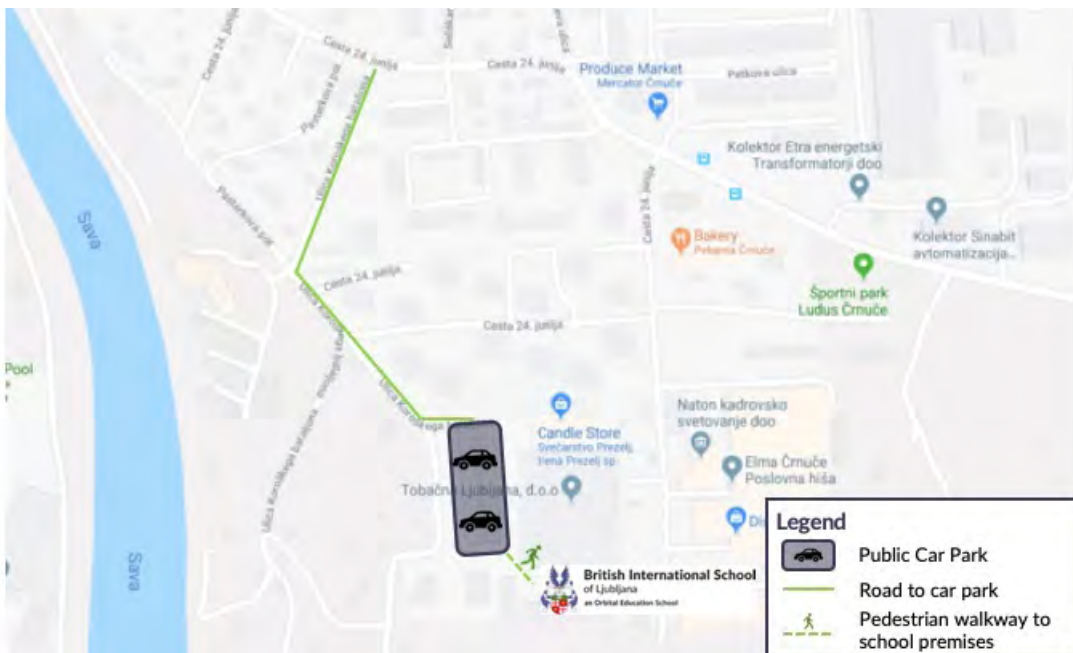 Cesta 24. junija
Cesta 24. junija
Cesta 24. junija
Petkova ulica
Produce Market
Mercator Črnuče
Kolektor Etra energetski
Transformatorji doo
Cesta 24. junija
Bakery
Pekarna Črnuče
Kolektor Sinabit
avtomatizacija...
Športni park
Ludus Črnuče
Sava
Cesta 24. junija
Cesta 24. junija
Pool
Naton kadrovsko
svetovanje doo
Candle Store
Svečarstvo Prezelj,
Irena Prezelj sp
Elma Črnuče
Poslovna hiša
Tobačna Ljubljana, d.o.o
Sava
British International School
of Ljubljana
an Orbital Education School
Legend
Public Car Park
Road to car park
Pedestrian walkway to
school premises